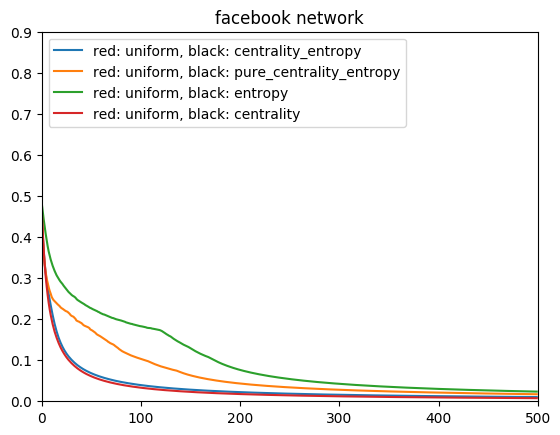 facebook network
0.9
0.8
0.7
0.6
0.5
0.4
0.3
0.2
0.1
0.0
red: uniform, black: centrality_entropy
red: uniform, black: pure_centrality_entropy
red: uniform, black: entropy
red: uniform, black: centrality
0 100 200 300 400 500